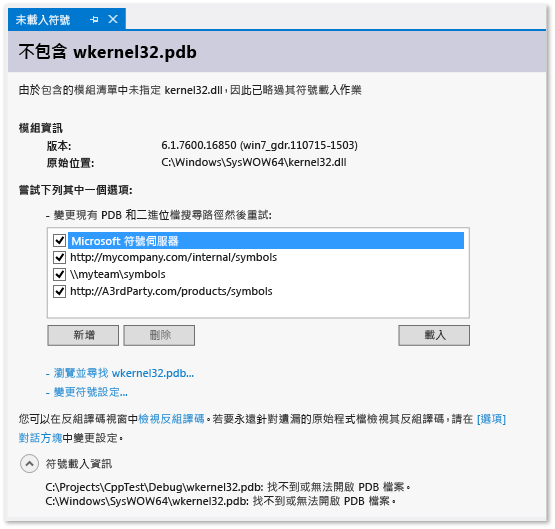 未載入符號
不包含 wkernel32.pdb
由於包含的模組清單中未指定 kernel32.dll,因此已略過其符號載入作業
模組資訊
版本: 6.1.7600.16850 (win7_gdr.110715-1503)
原始位置: C:\Windows\SysWOW64\kernel32.dll
嘗試下列其中一個選項:
- 變更現有 PDB 和二進位檔搜尋路徑然後重試:
Microsoft 符號伺服器
http://mycompany.com/internal/symbols
\\myteam\symbols
http://A3rdParty.com/products/symbols
新增 刪除 載入
- 瀏覽並尋找 wkernel32.pdb...
- 變更符號設定...
您可以在反組譯碼視窗中檢視反組譯碼。若要永遠針對遺漏的原始程式檔檢視其反組譯碼,請在 [選項]
對話方塊中變更設定。
符號載入資訊
C:\Projects\CppTest\Debug\wkernel32.pdb: 找不到或無法開啟 PDB 檔案。
C:\Windows\SysWOW64\wkernel32.pdb: 找不到或無法開啟 PDB 檔案。